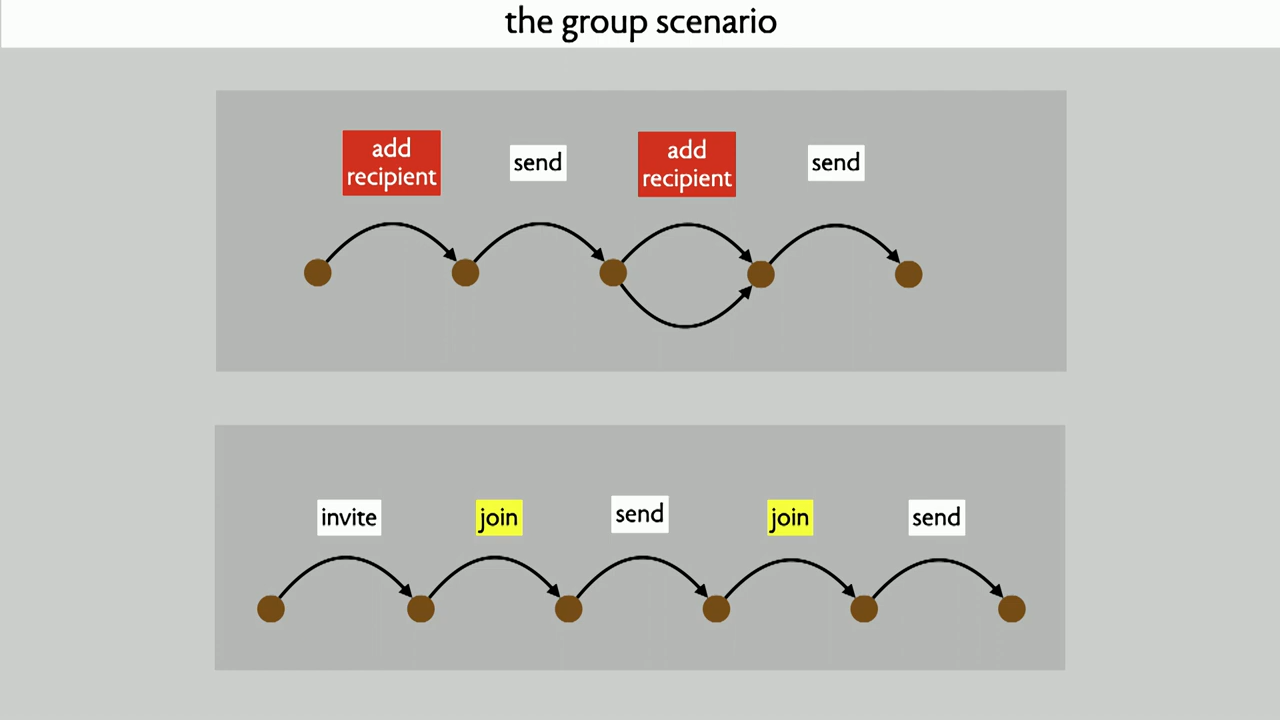 the group scenario
add
recipient
send
add
recipient
send
invite
join
send
join
send